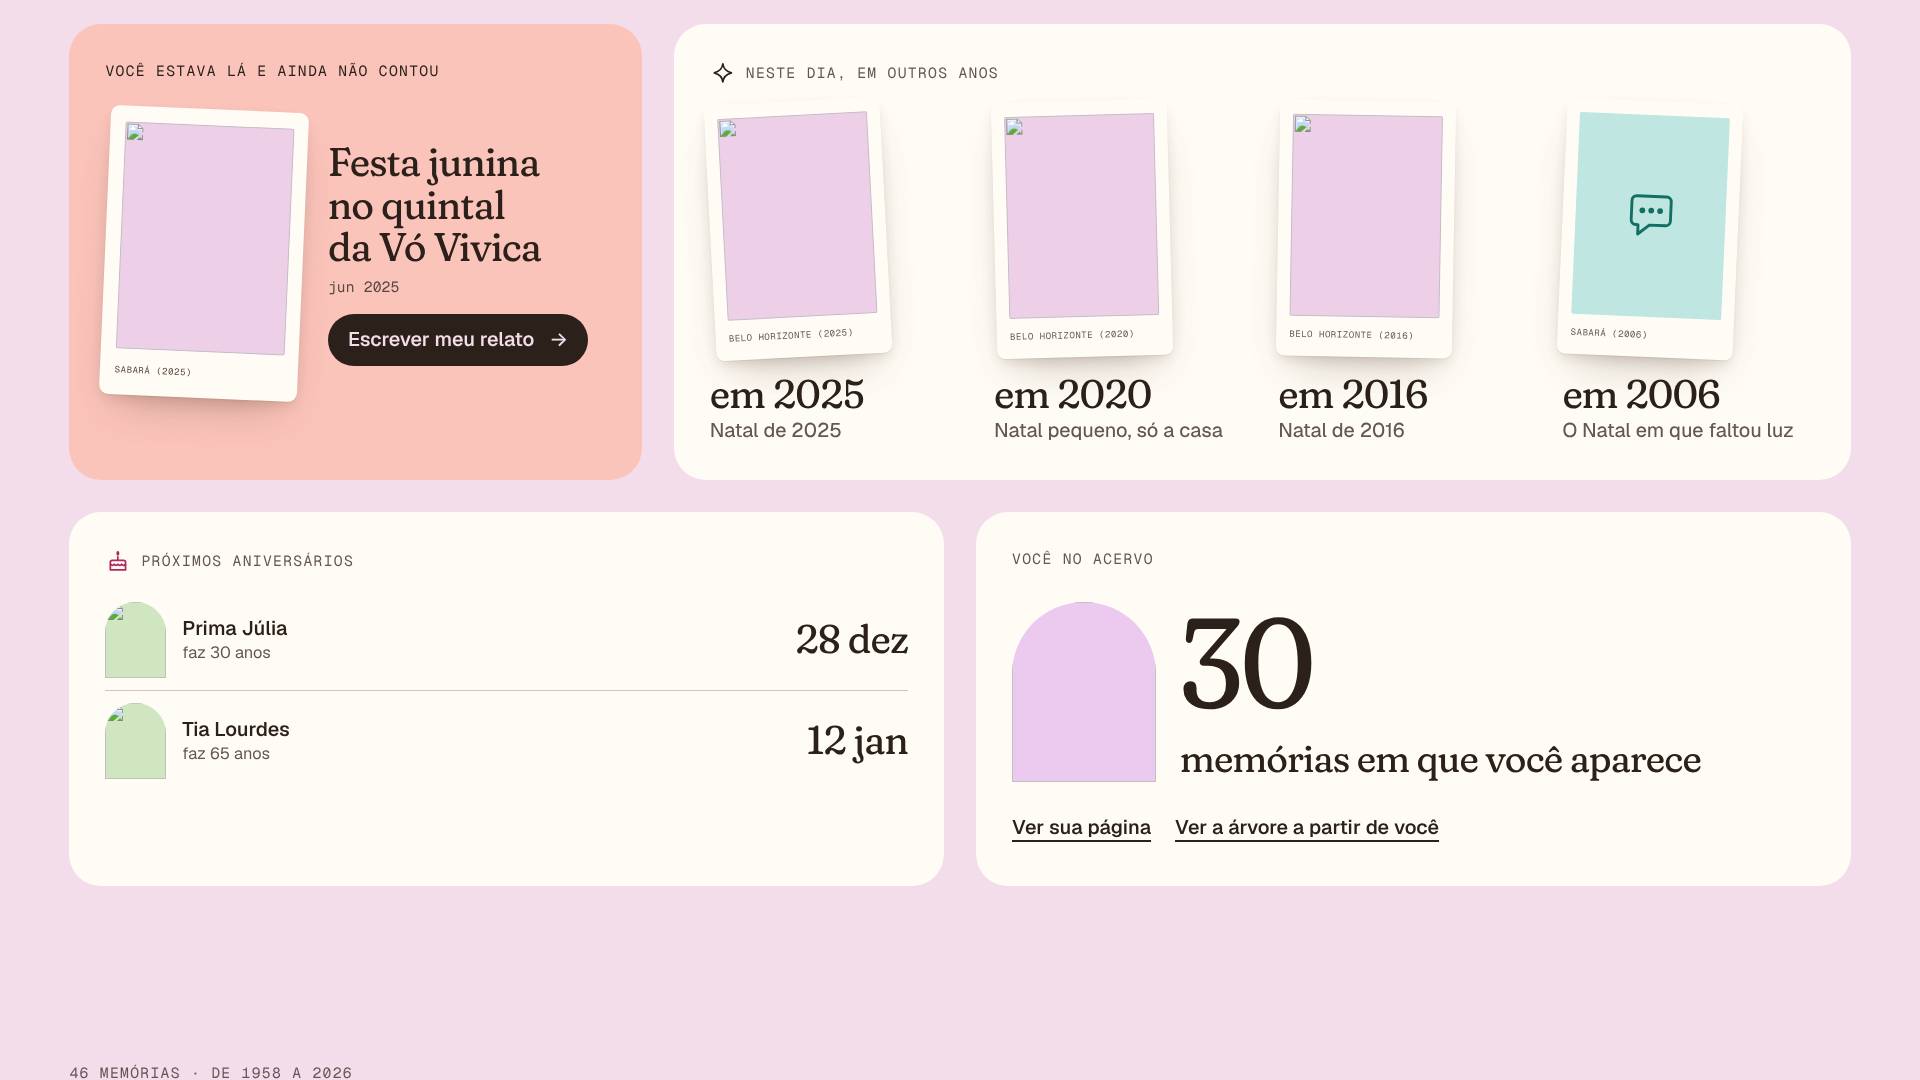 VOCÊ ESTAVA LÁ E AINDA NÃO CONTOU
SABARÁ (2025)
Festa junina
no quintal
da Vó Vivica
jun 2025
Escrever meu relato →
NESTE DIA, EM OUTROS ANOS
BELO HORIZONTE (2025)
em 2025
Natal de 2025
BELO HORIZONTE (2020)
em 2020
Natal pequeno, só a casa
BELO HORIZONTE (2016)
em 2016
Natal de 2016
SABARÁ (2006)
em 2006
O Natal em que faltou luz
PRÓXIMOS ANIVERSÁRIOS
Prima Júlia
faz 30 anos
28 dez
Tia Lourdes
faz 65 anos
12 jan
VOCÊ NO ACERVO
30
memórias em que você aparece
Ver sua página
Ver a árvore a partir de você
46 MEMÓRIAS · DE 1958 A 2026